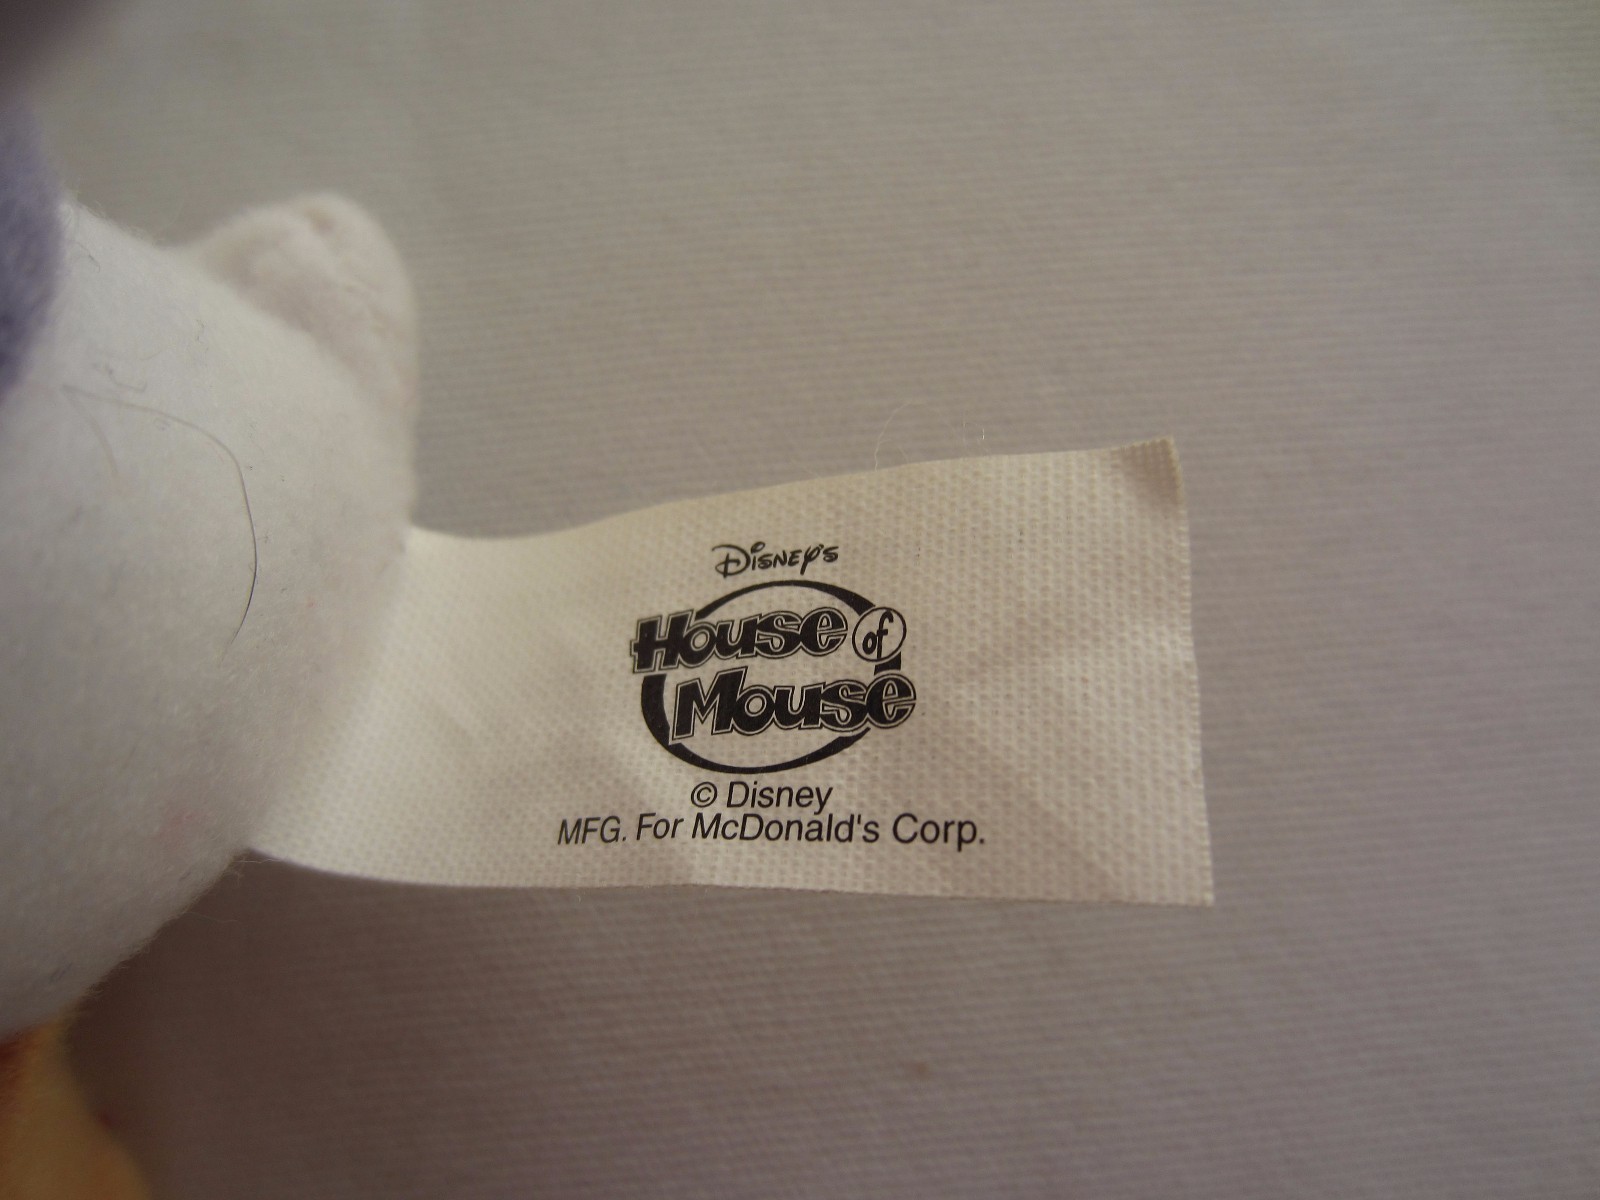 Disney's
House of
Mouse
© Disney
MFG. For McDonald's Corp.